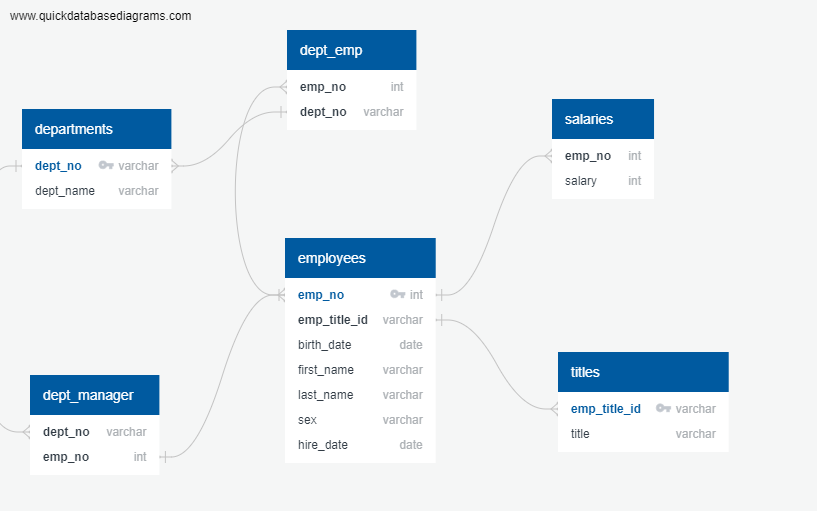 www.quickdatabasediagrams.com
dept_emp
emp_no int
dept_no varchar
departments
dept_no varchar
dept_name varchar
salaries
emp_no int
salary int
employees
emp_no int
emp_title_id varchar
birth_date date
first_name varchar
last_name varchar
sex varchar
hire_date date
titles
emp_title_id varchar
title varchar
dept_manager
dept_no varchar
emp_no int